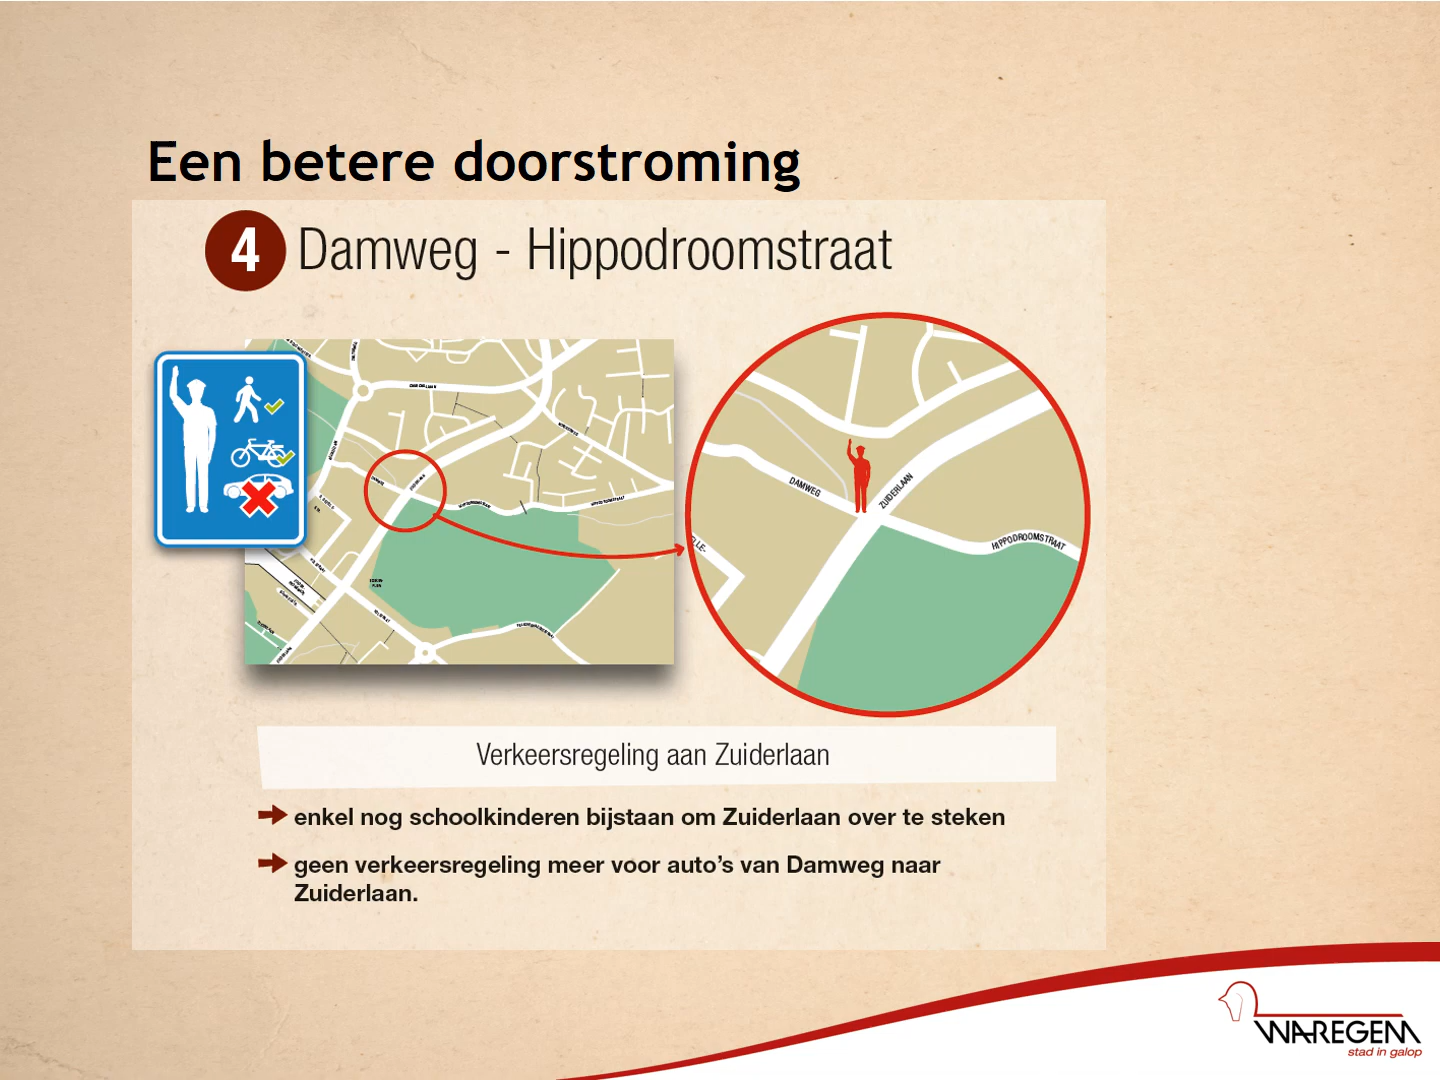 Een betere doorstroming
4 Damweg - Hippodroomstraat
DAMWEG
ZUIDERLAAN
HIPPODROOMSTRAAT
Verkeersregeling aan Zuiderlaan
enkel nog schoolkinderen bijstaan om Zuiderlaan over te steken
geen verkeersregeling meer voor auto's van Damweg naar
Zuiderlaan.
WAREGEM
stad in galop